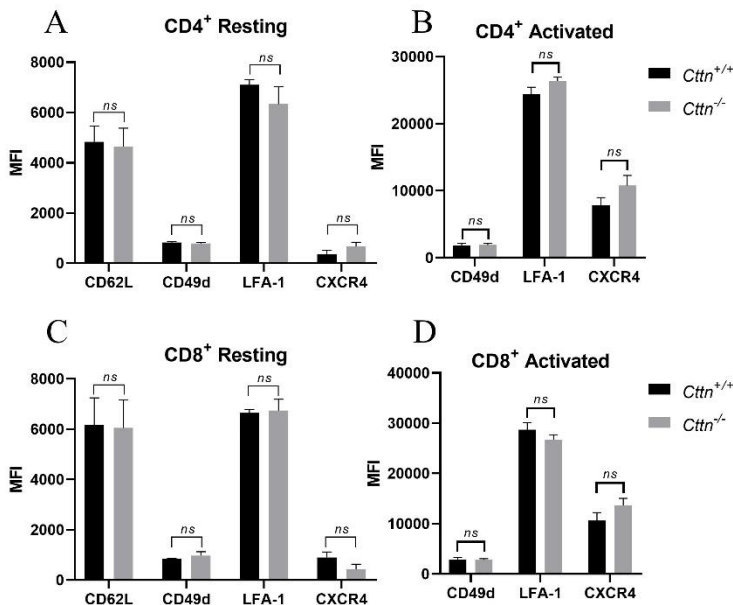 A
CD4⁺ Resting
MFI
8000
6000
4000
2000
0
ns
ns
ns
ns
CD62L
CD49d
LFA-1
CXCR4
B
CD4⁺ Activated
MFI
30000
20000
10000
0
ns
ns
ns
CD49d
LFA-1
CXCR4
Cttn⁺/⁺
Cttn⁻/⁻
C
CD8⁺ Resting
MFI
8000
6000
4000
2000
0
ns
ns
ns
ns
CD62L
CD49d
LFA-1
CXCR4
D
CD8⁺ Activated
MFI
40000
30000
20000
10000
0
ns
ns
ns
CD49d
LFA-1
CXCR4
Cttn⁺/⁺
Cttn⁻/⁻